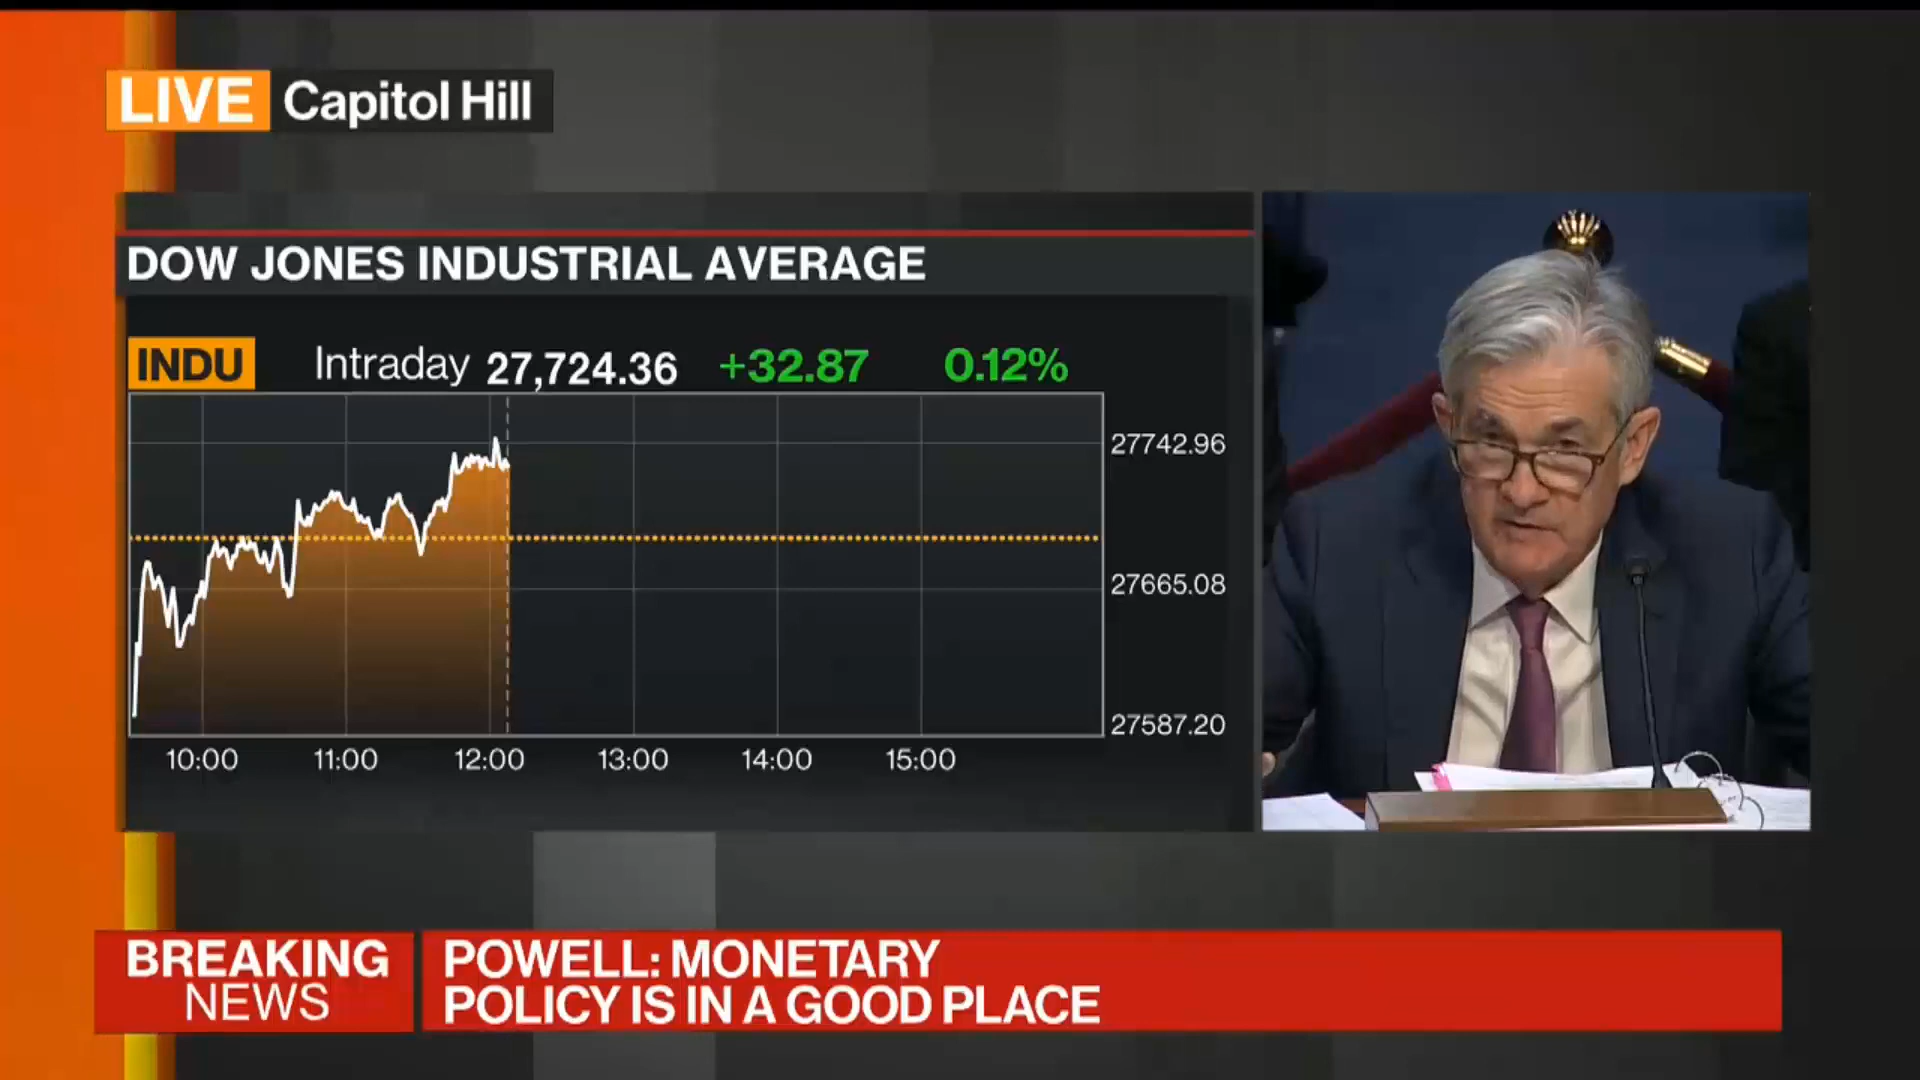 LIVE Capitol Hill
DOW JONES INDUSTRIAL AVERAGE
INDU Intraday 27,724.36 +32.87 0.12%
27742.96
27665.08
27587.20
10:00 11:00 12:00 13:00 14:00 15:00
BREAKING NEWS
POWELL: MONETARY
POLICY IS IN A GOOD PLACE